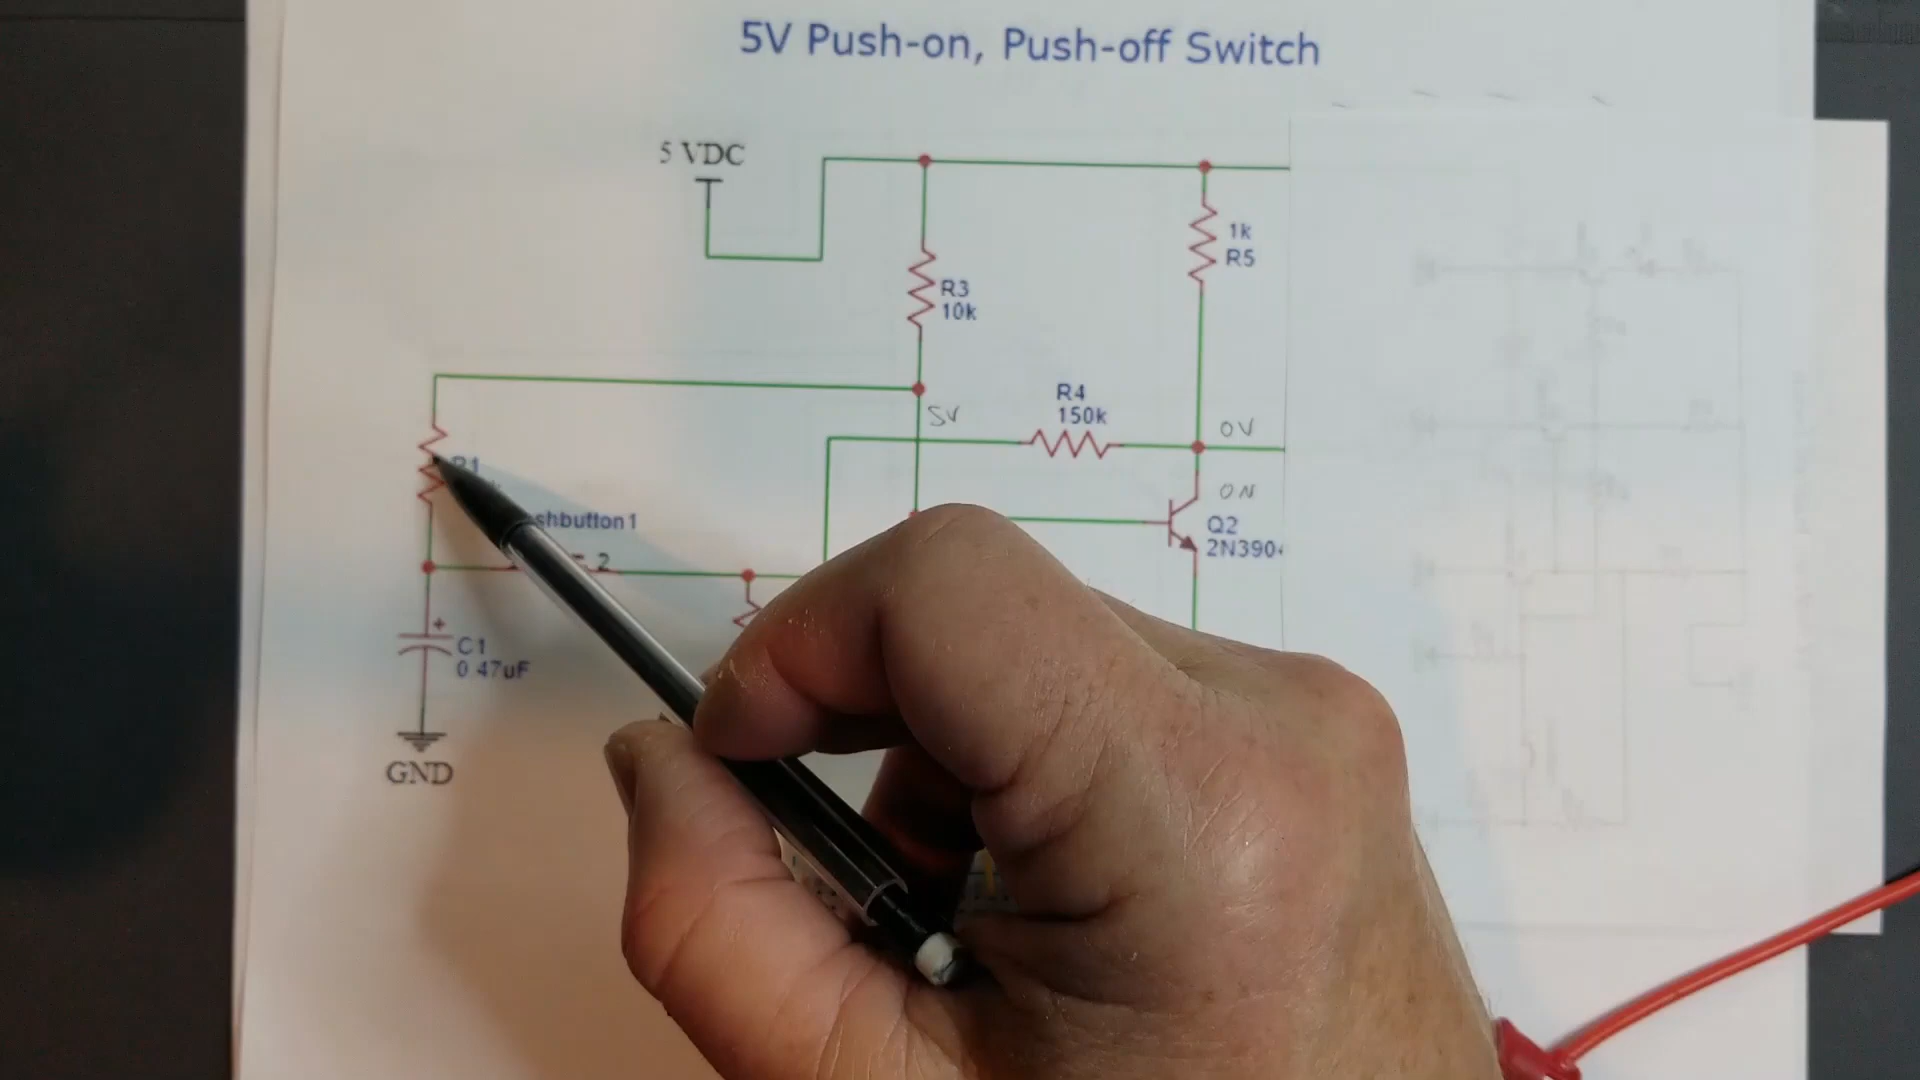 5V Push-on, Push-off Switch
5 VDC
1k
R5
R3
10k
R4
150k
5V
0V
R1
ON
shbutton1
Q2
2N390
2
+
C1
0.47uF
GND